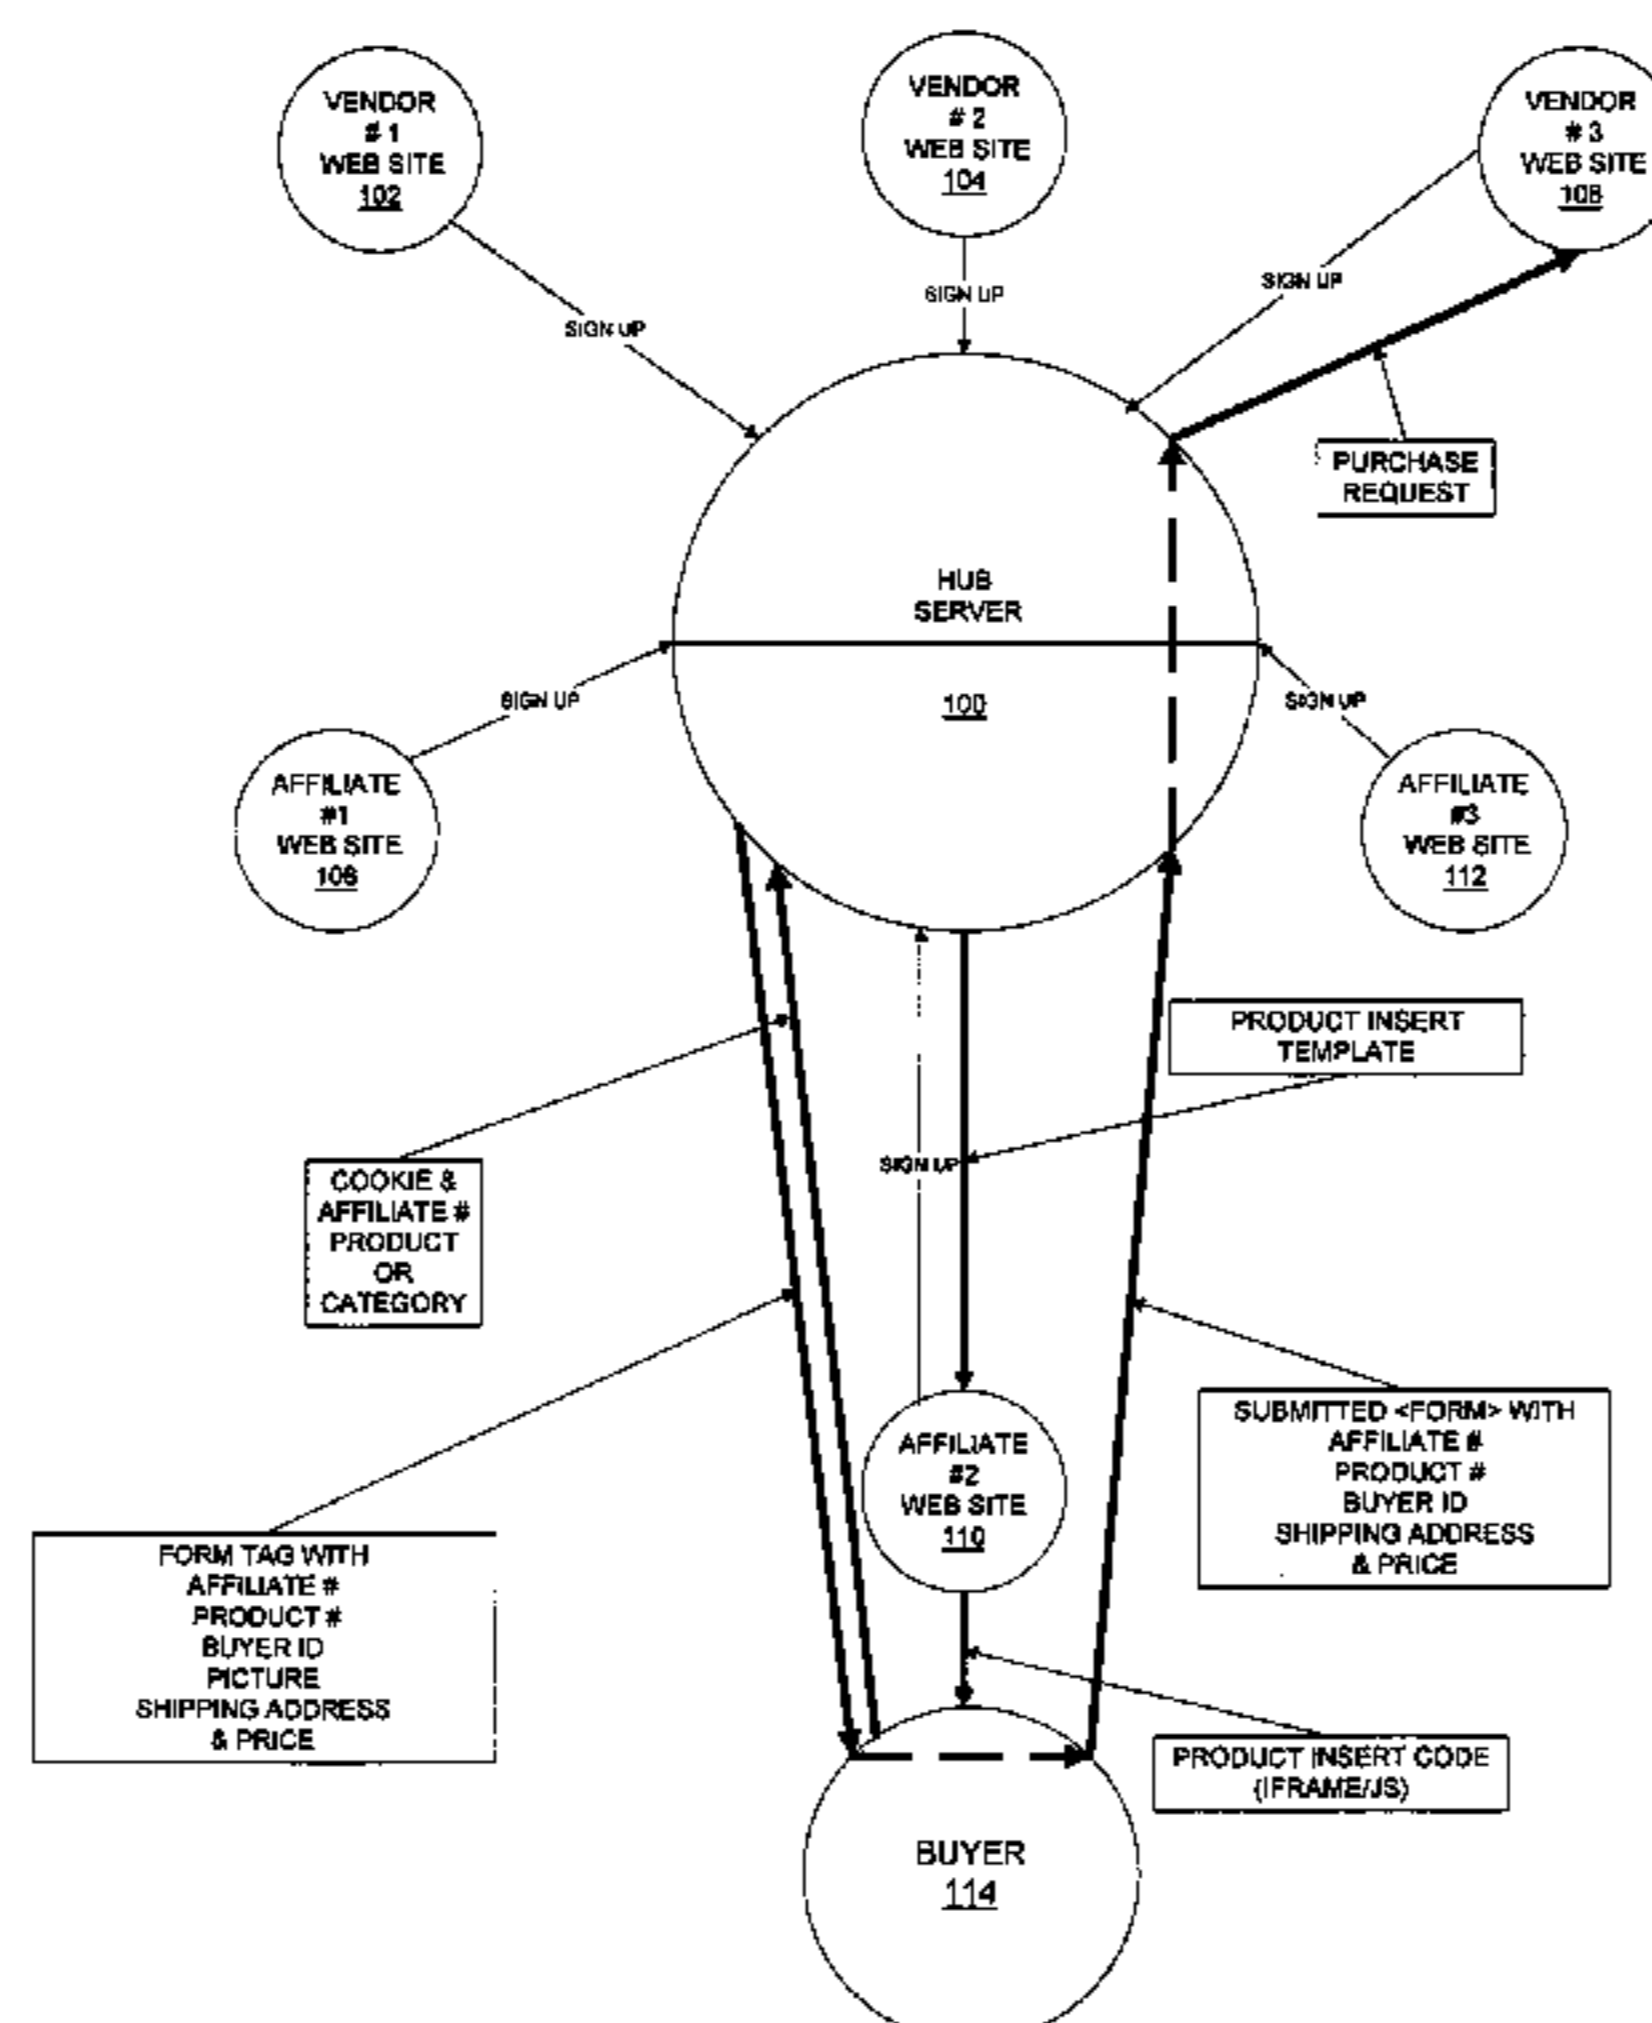 VENDOR
# 1
WEB SITE
102
VENDOR
# 2
WEB SITE
104
VENDOR
# 3
WEB SITE
106
SIGN UP
SIGN UP
SIGN UP
PURCHASE
REQUEST
HUB
SERVER
100
SIGN UP
SIGN UP
AFFILIATE
#1
WEB SITE
108
AFFILIATE
#3
WEB SITE
112
PRODUCT INSERT
TEMPLATE
SIGN UP
COOKIE &
AFFILIATE #
PRODUCT
OR
CATEGORY
SUBMITTED <FORM> WITH
AFFILIATE #
PRODUCT #
BUYER ID
SHIPPING ADDRESS
& PRICE
AFFILIATE
#2
WEB SITE
110
FORM TAG WITH
AFFILIATE #
PRODUCT #
BUYER ID
PICTURE
SHIPPING ADDRESS
& PRICE
PRODUCT INSERT CODE
(IFRAME/JS)
BUYER
114